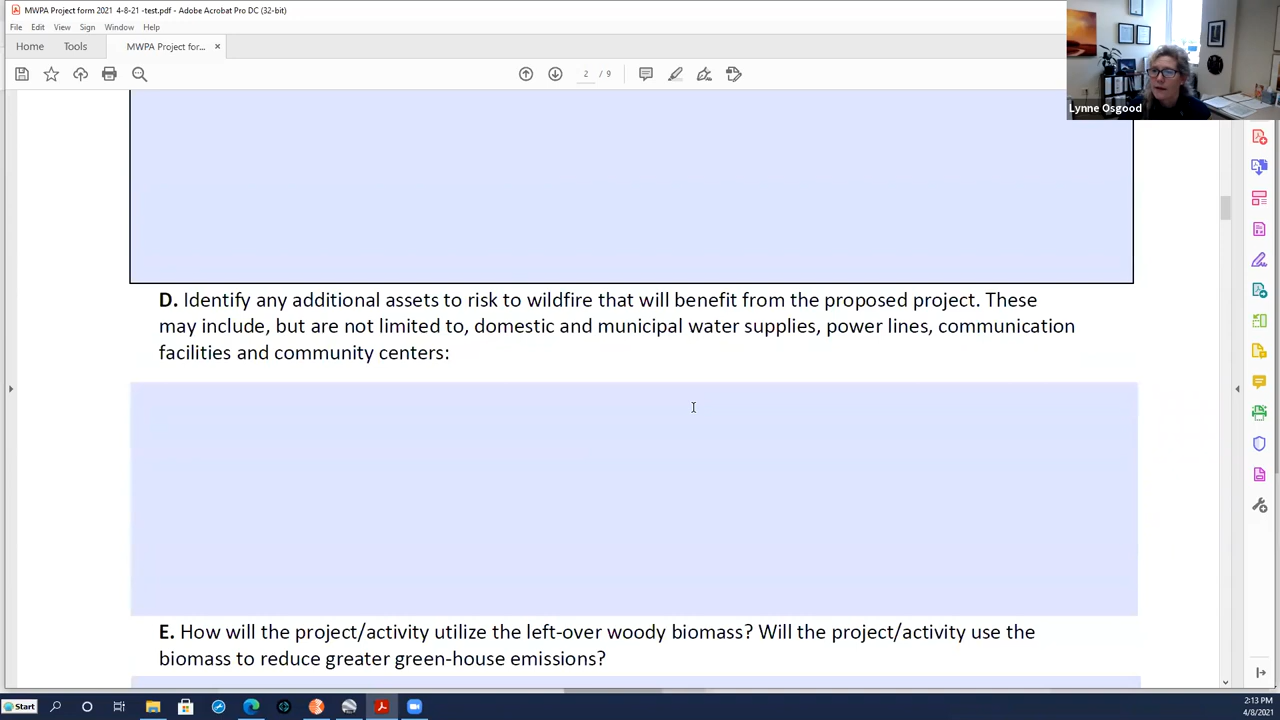 MWPA Project form 2021 4-8-21 -test.pdf - Adobe Acrobat Pro DC (32-bit)
File Edit View Sign Window Help
Home Tools MWPA Project for... ×
2 / 9
Lynne Osgood
D. Identify any additional assets to risk to wildfire that will benefit from the proposed project. These
may include, but are not limited to, domestic and municipal water supplies, power lines, communication
facilities and community centers:
E. How will the project/activity utilize the left-over woody biomass? Will the project/activity use the
biomass to reduce greater green-house emissions?
Start
2:13 PM
4/8/2021